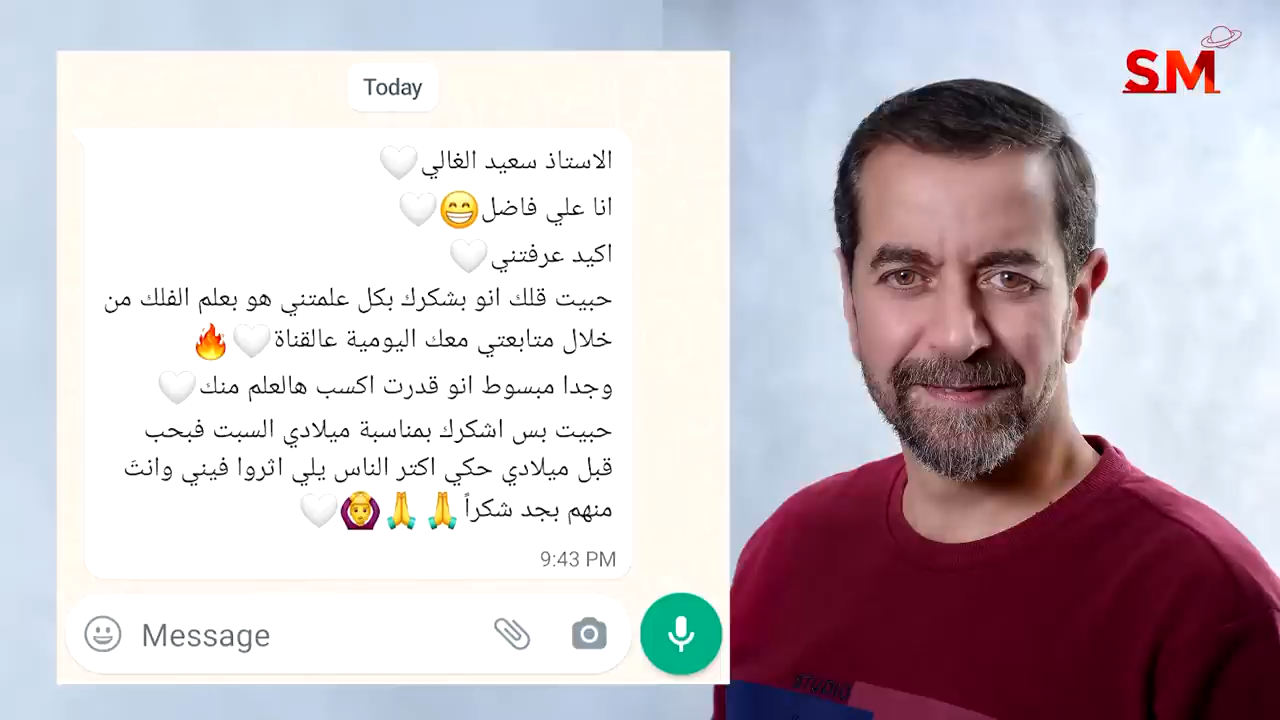 SM
Today
الاستاذ سعيد الغالي🤍
انا علي فاضل😁🤍
اكيد عرفتني🤍
حبيت قلك انو بشكرك بكل علمتني هو بعلم الفلك من
خلال متابعتي معك اليومية عالقناة🤍🔥
وجدا مبسوط انو قدرت اكسب هالعلم منك🤍
حبيت بس اشكرك بمناسبة ميلادي السبت فبحب
قبل ميلادي حكي اكتر الناس يلي اثروا فيني وانتَ
منهم بجد شكراً🙏🙏🙆🤍
9:43 PM
Message
STUDIO